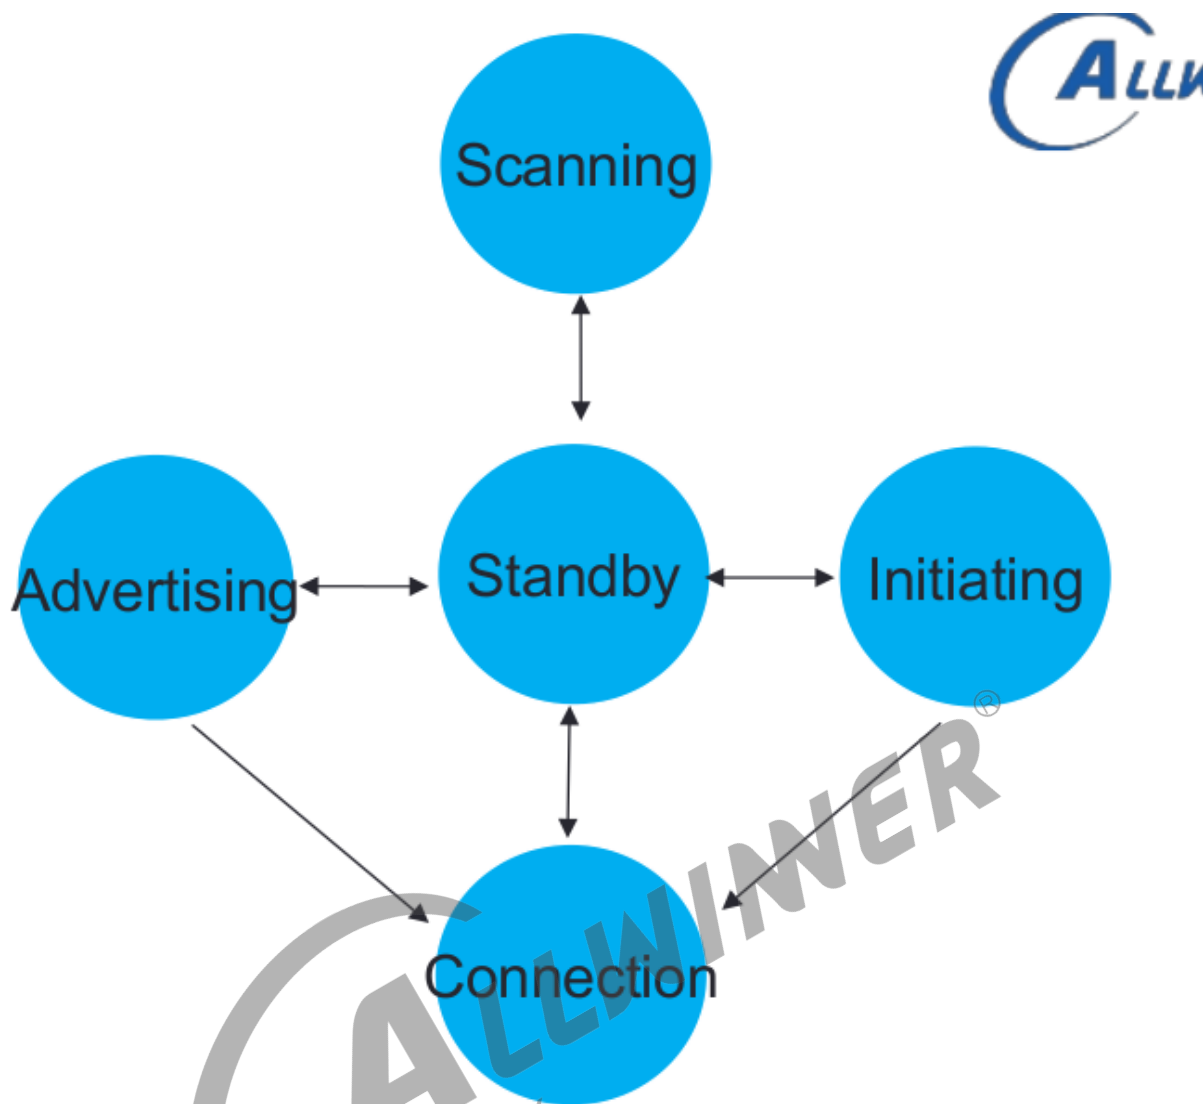 Scanning
Advertising
Standby
Initiating
Connection
ALLWINNER®